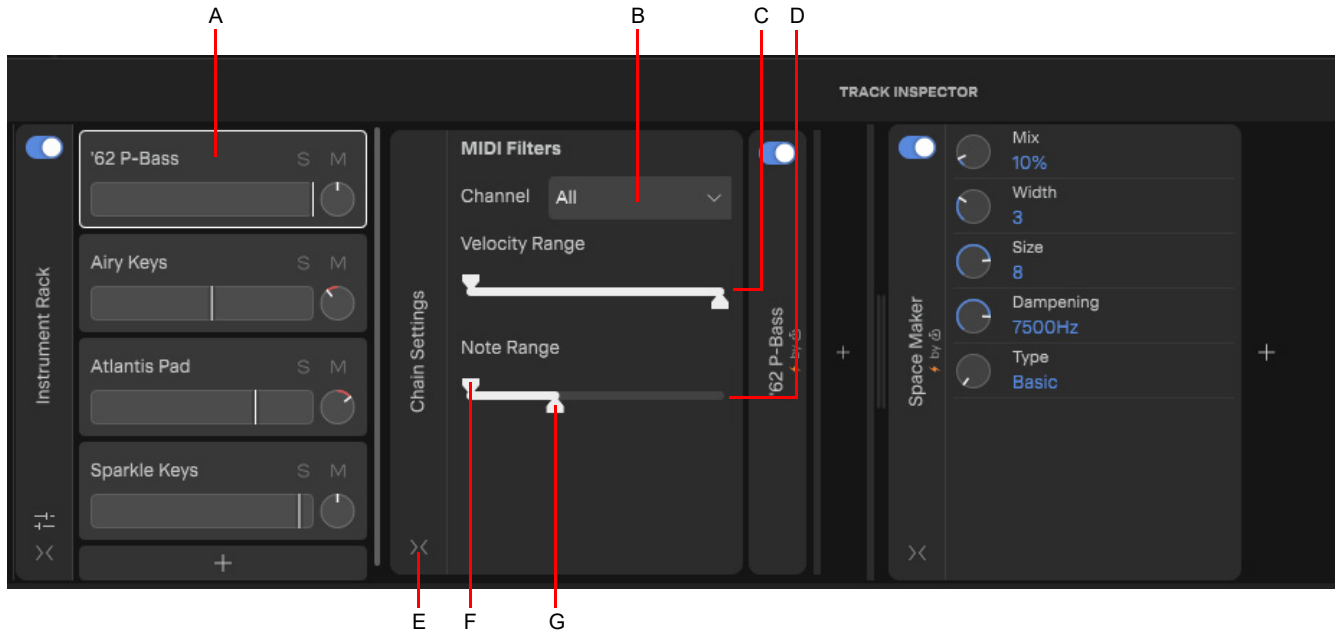 A
B
C
D
TRACK INSPECTOR
Instrument Rack
'62 P-Bass
S M
Airy Keys
S M
Atlantis Pad
S M
Sparkle Keys
S M
+
Chain Settings
MIDI Filters
Channel
All
Velocity Range
Note Range
'62 P-Bass
by
+
Space Maker
by
Mix
10%
Width
3
Size
8
Dampening
7500Hz
Type
Basic
+
E
F
G